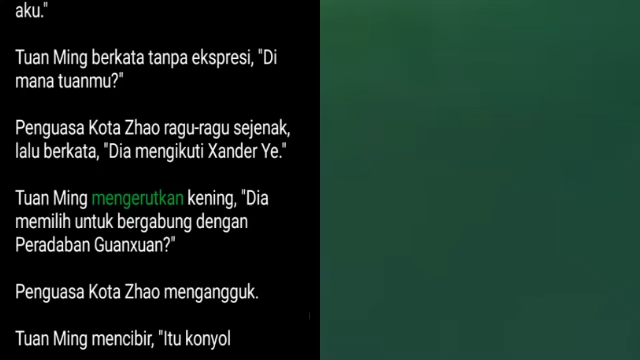 aku."
Tuan Ming berkata tanpa ekspresi, "Di
mana tuanmu?"
Penguasa Kota Zhao ragu-ragu sejenak,
lalu berkata, "Dia mengikuti Xander Ye."
Tuan Ming mengerutkan kening, "Dia
memilih untuk bergabung dengan
Peradaban Guanxuan?"
Penguasa Kota Zhao mengangguk.
Tuan Ming mencibir, "Itu konyol